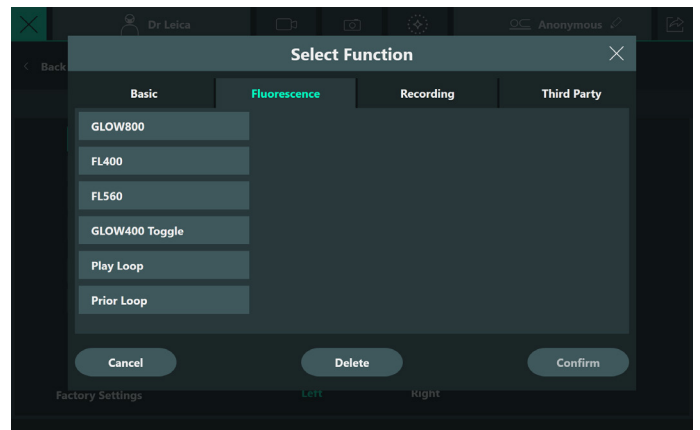 Dr Leica
OC Anonymous
Back
Select Function
Basic
Fluorescence
Recording
Third Party
GLOW800
FL400
FL560
GLOW400 Toggle
Play Loop
Prior Loop
Cancel
Delete
Confirm
Factory Settings
Left
Right